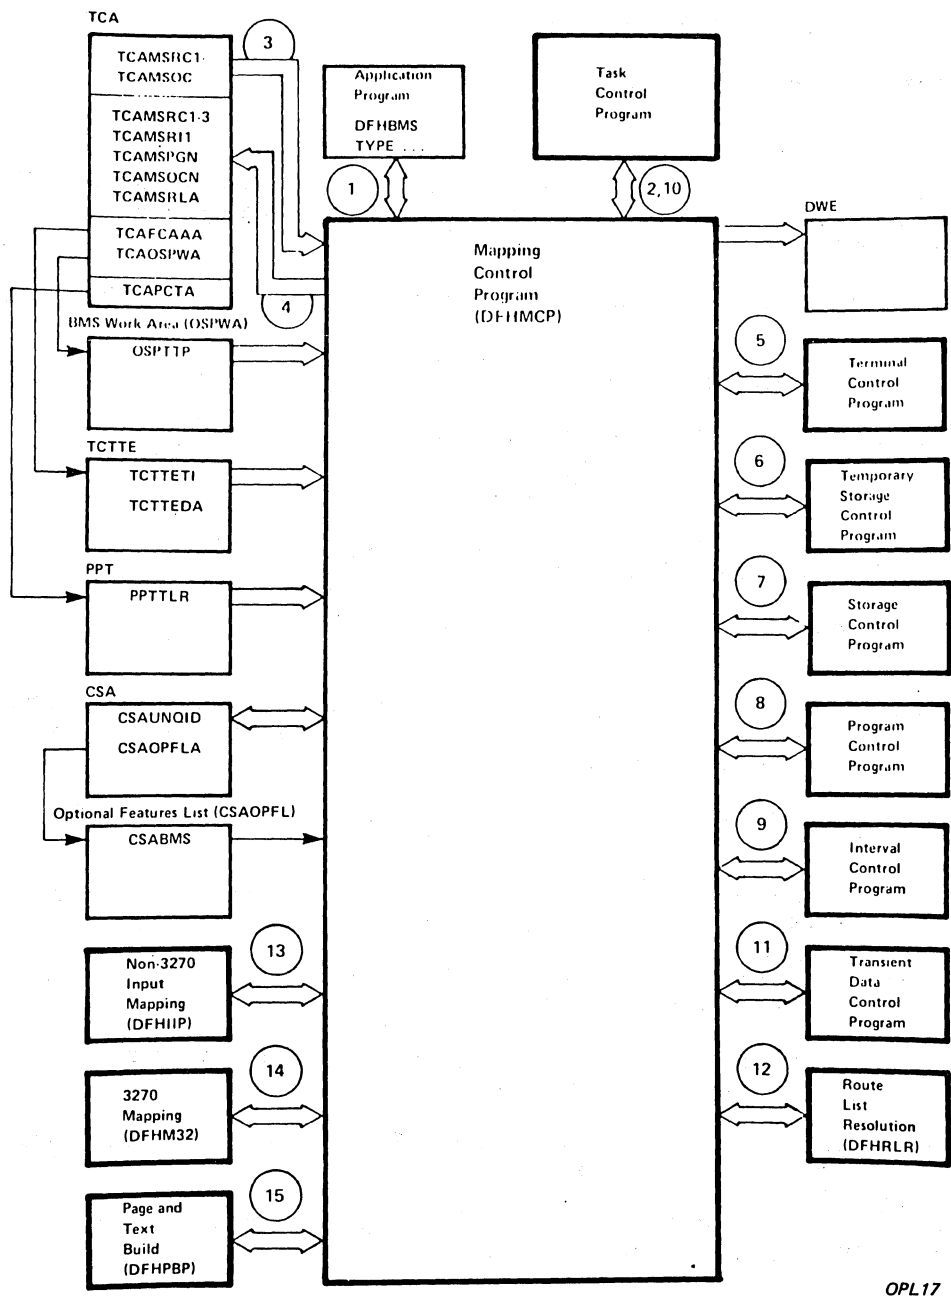 TCA
TCAMSRC1-
TCAMSOC
TCAMSRC1-3
TCAMSRI1
TCAMSPGN
TCAMSOCN
TCAMSRLA
TCAFCAAA
TCAOSPWA
TCAPCTA
3
4
Application
Program
DFHBMS
TYPE ...
1
Task
Control
Program
2,10
Mapping
Control
Program
(DFHMCP)
DWE
BMS Work Area (OSPWA)
OSPTTP
TCTTE
TCTTETI
TCTTEDA
PPT
PPTTLR
CSA
CSAUNQID
CSAOPFLA
Optional Features List (CSAOPFL)
CSABMS
Non-3270
Input
Mapping
(DFHIIP)
13
3270
Mapping
(DFHM32)
14
Page and
Text
Build
(DFHPBP)
15
5
Terminal
Control
Program
6
Temporary
Storage
Control
Program
7
Storage
Control
Program
8
Program
Control
Program
9
Interval
Control
Program
11
Transient
Data
Control
Program
12
Route
List
Resolution
(DFHRLR)
OPL17